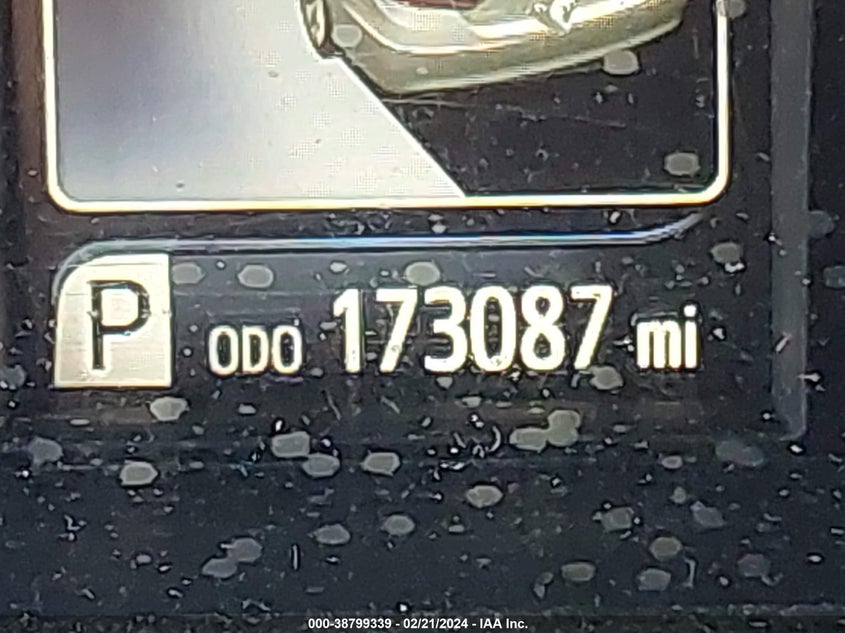 P ODO 173087 mi
000-38799339 - 02/21/2024 - IAA Inc.